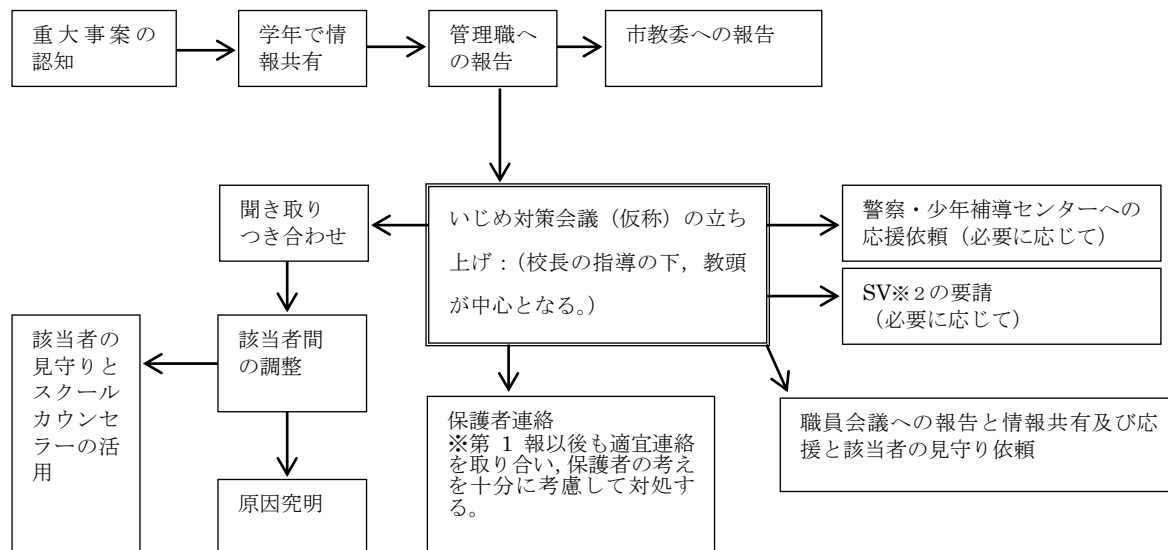 重大事案の
認知
学年で情
報共有
管理職へ
の報告
市教委への報告
聞き取り
つき合わせ
いじめ対策会議（仮称）の立ち
上げ：（校長の指導の下，教頭
が中心となる。）
警察・少年補導センターへの
応援依頼（必要に応じて）
SV※２の要請
（必要に応じて）
該当者の
見守りと
スクール
カウンセ
ラーの活
用
該当者間
の調整
原因究明
保護者連絡
※第 1 報以後も適宜連絡
を取り合い,保護者の考え
を十分に考慮して対処す
る。
職員会議への報告と情報共有及び応
援と該当者の見守り依頼